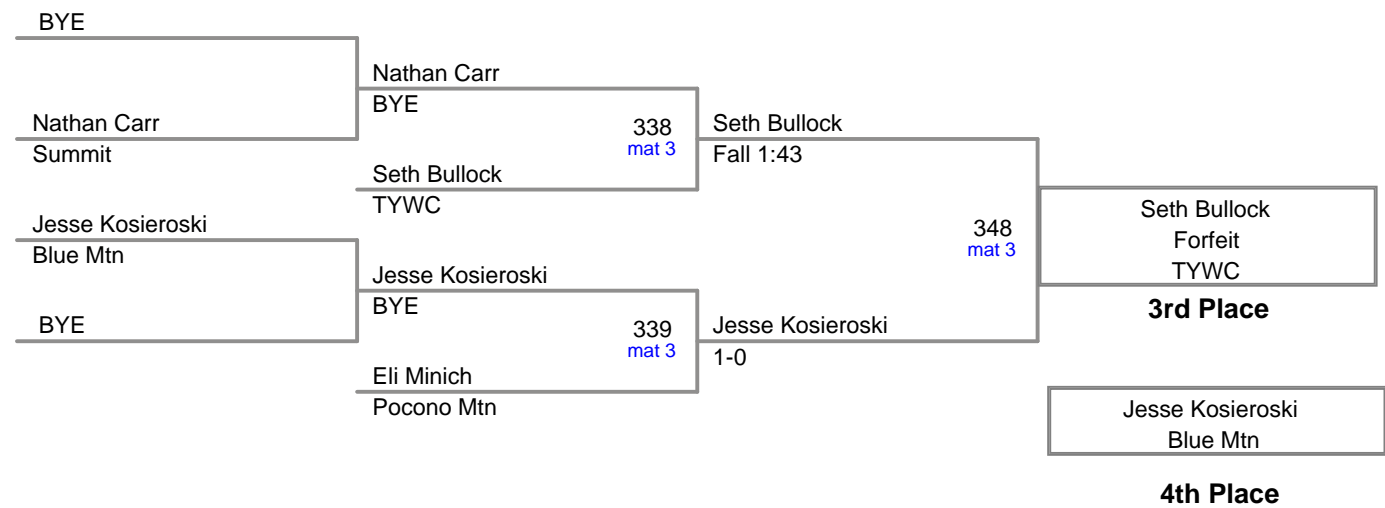 BYE
Nathan Carr
BYE
Nathan Carr
Summit
338
mat 3
Seth Bullock
Fall 1:43
Seth Bullock
TYWC
Jesse Kosieroski
Blue Mtn
348
mat 3
Seth Bullock
Forfeit
TYWC
3rd Place
Jesse Kosieroski
BYE
BYE
339
mat 3
Jesse Kosieroski
1-0
Eli Minich
Pocono Mtn
Jesse Kosieroski
Blue Mtn
4th Place